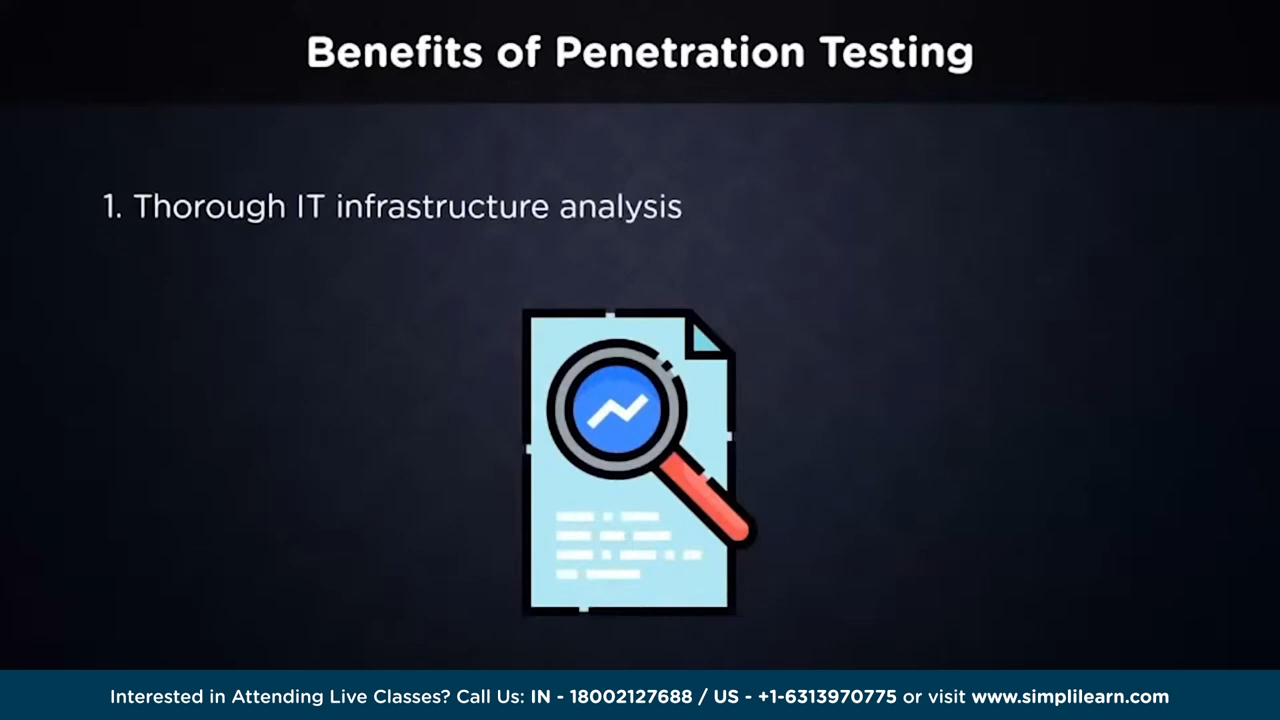 Benefits of Penetration Testing
1. Thorough IT infrastructure analysis
Interested in Attending Live Classes? Call Us: IN - 18002127688 / US - +1-6313970775 or visit www.simplilearn.com